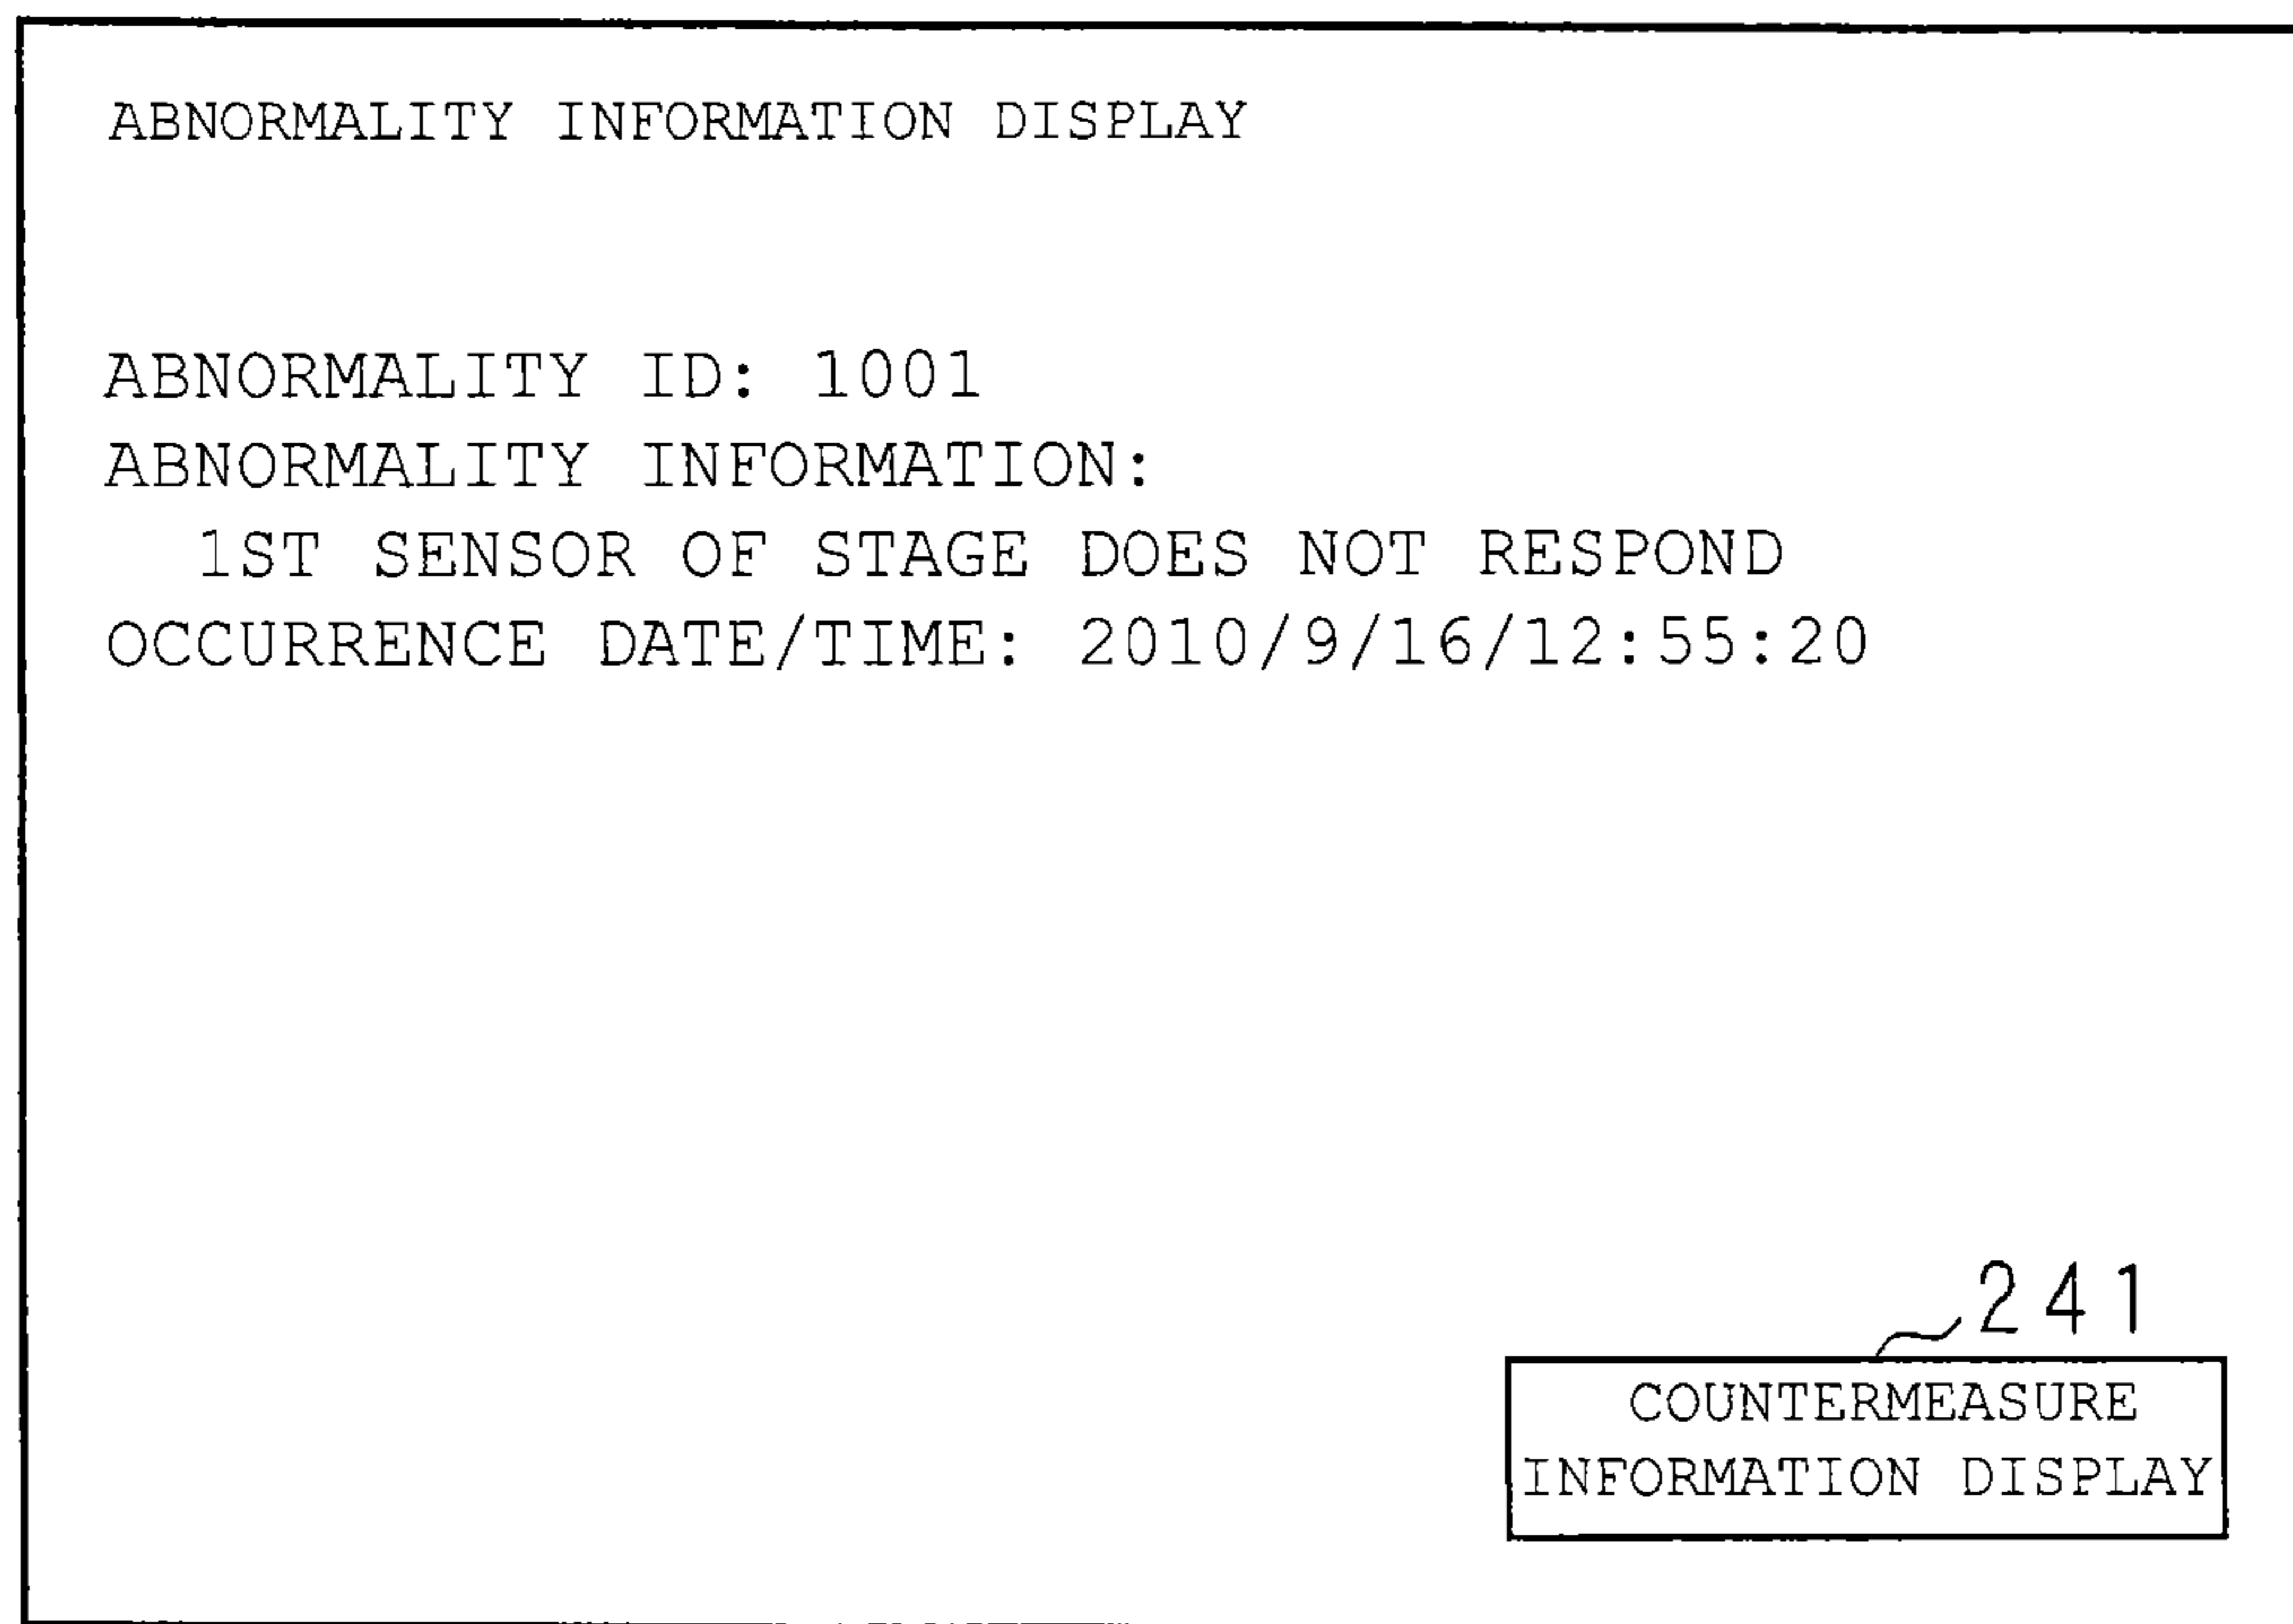 ABNORMALITY INFORMATION DISPLAY
ABNORMALITY ID: 1001
ABNORMALITY INFORMATION:
1ST SENSOR OF STAGE DOES NOT RESPOND
OCCURRENCE DATE/TIME: 2010/9/16/12:55:20
241
COUNTERMEASURE
INFORMATION DISPLAY